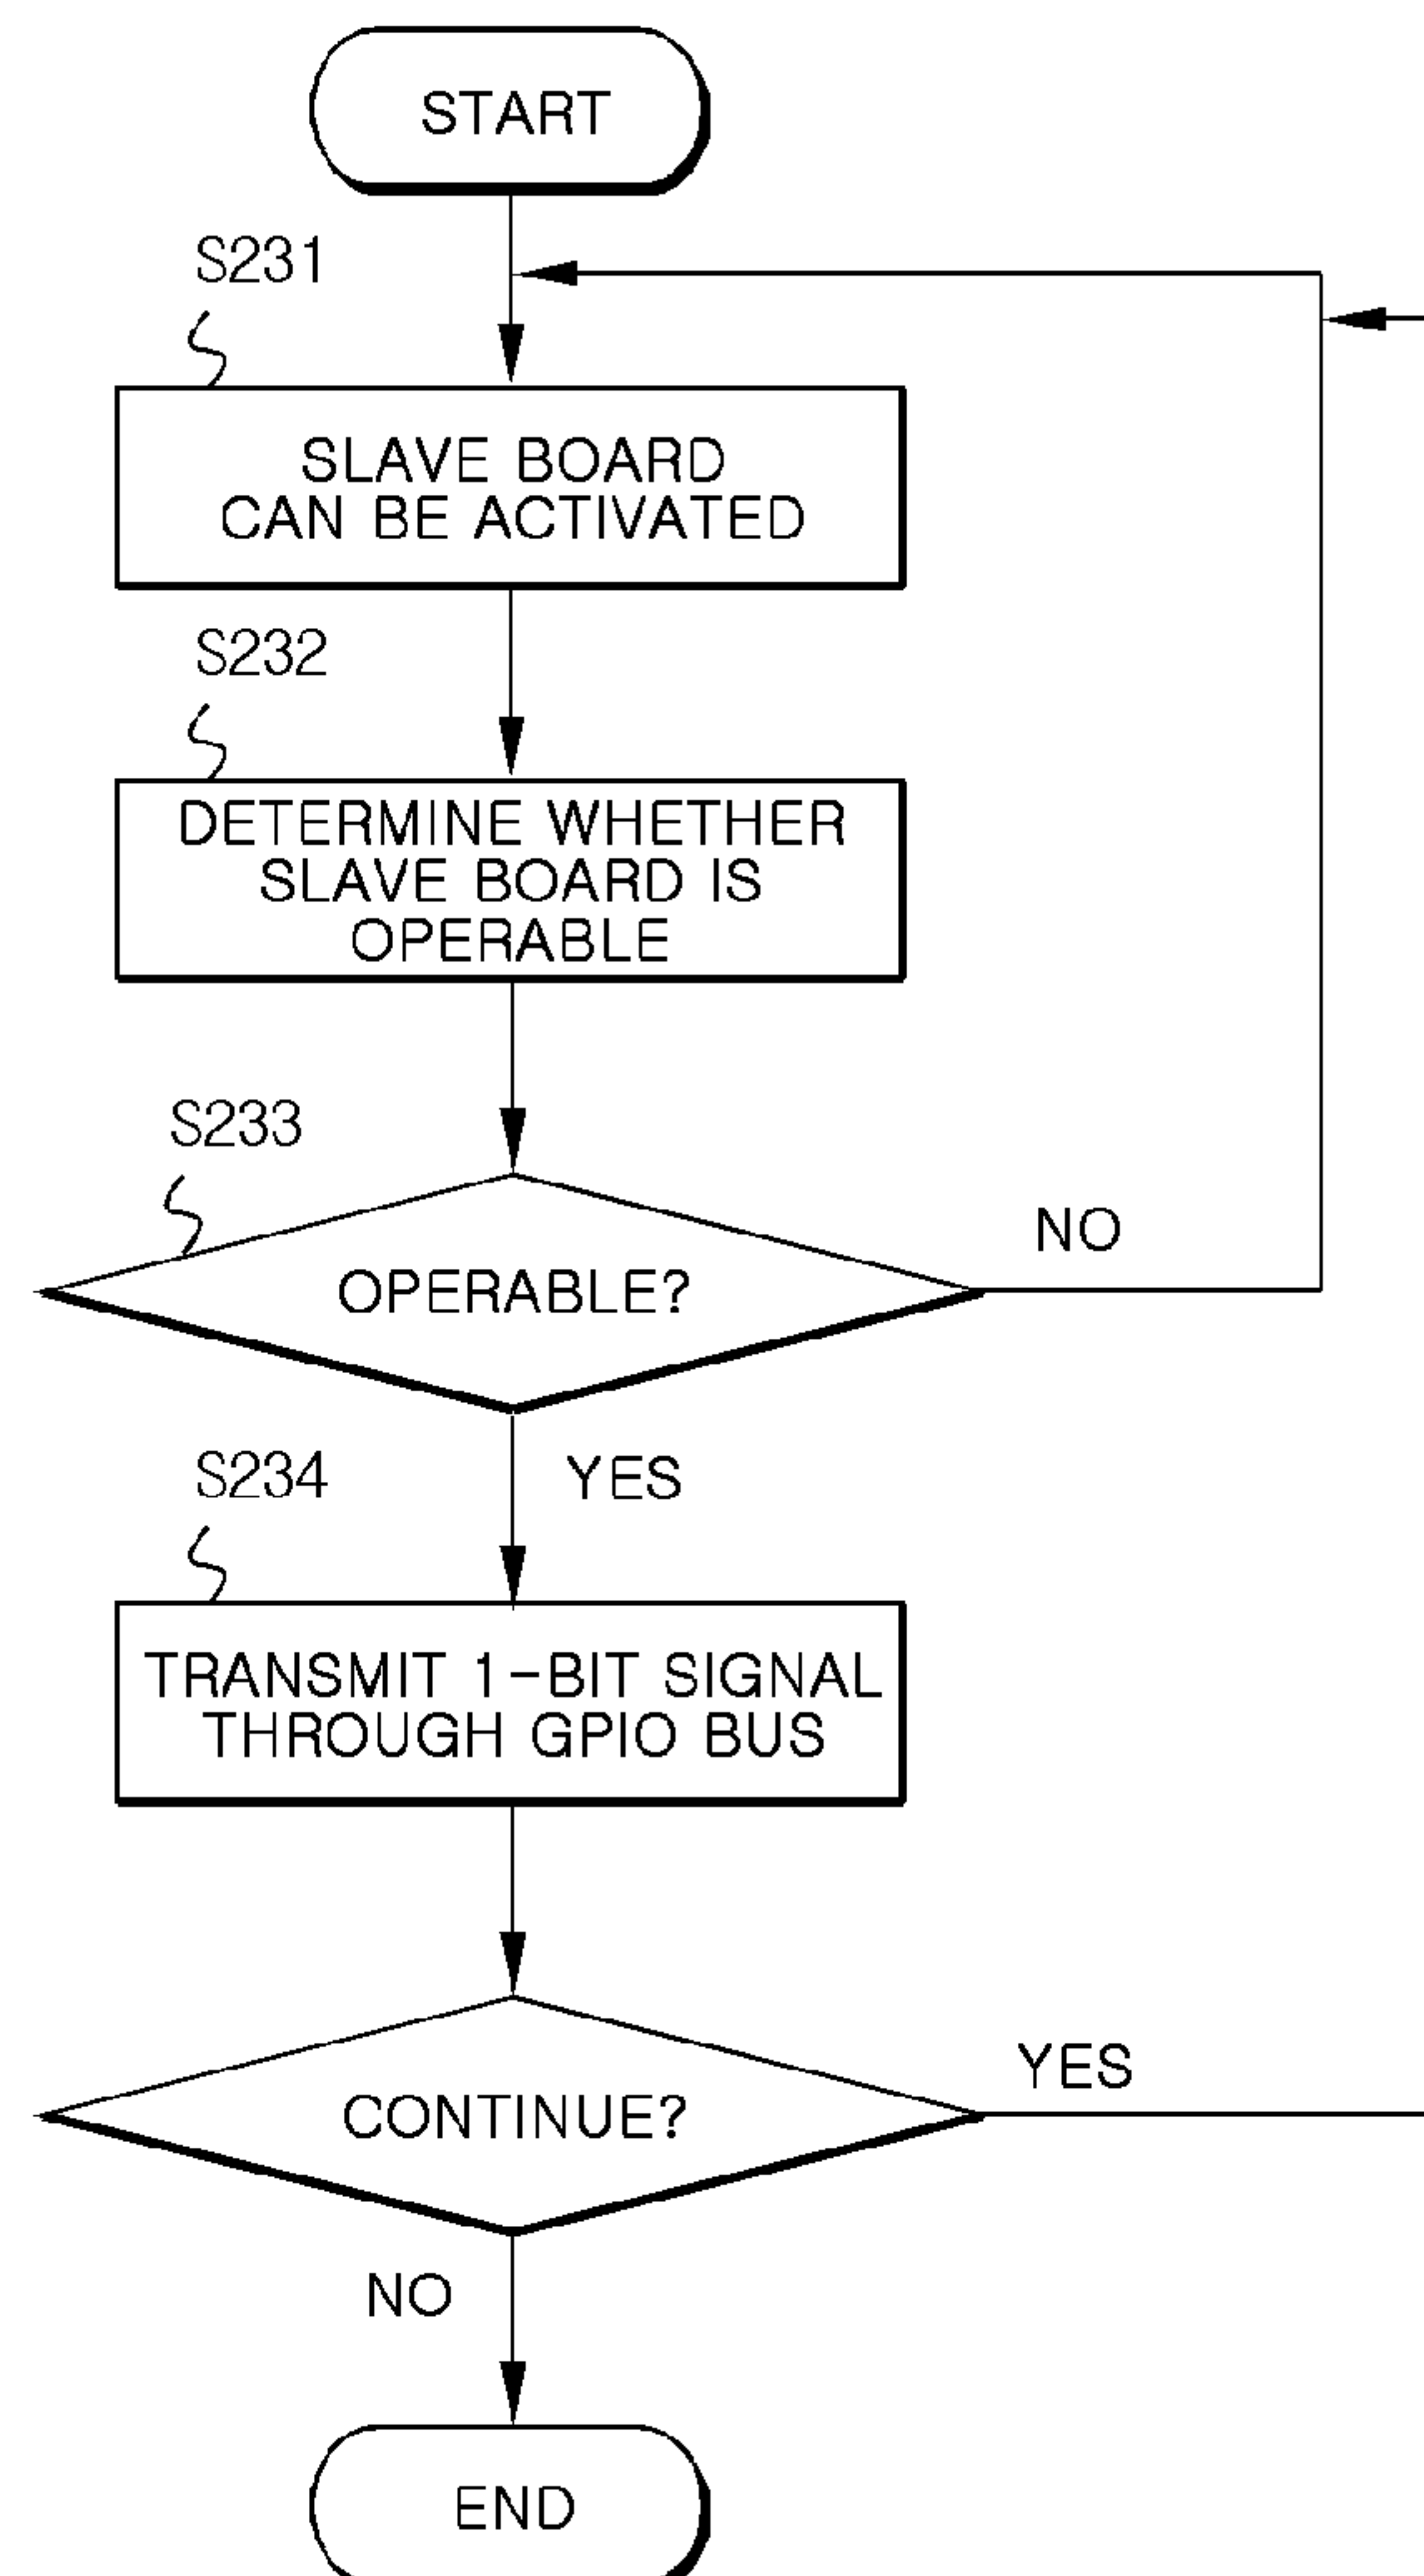 START
S231
SLAVE BOARD
CAN BE ACTIVATED
S232
DETERMINE WHETHER
SLAVE BOARD IS
OPERABLE
S233
OPERABLE?
NO
YES
S234
TRANSMIT 1-BIT SIGNAL
THROUGH GPIO BUS
CONTINUE?
YES
NO
END